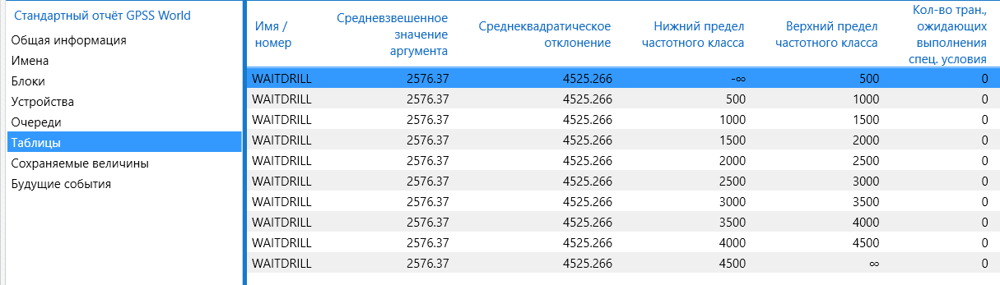 Стандартный отчёт GPSS World
Общая информация
Имена
Блоки
Устройства
Очереди
Таблицы
Сохраняемые величины
Будущие события
Имя /
номер
Средневзвешенное
значение
аргумента
Среднеквадратическое
отклонение
Нижний предел
частотного класса
Верхний предел
частотного класса
Кол-во тран.,
ожидающих
выполнения
спец. условия
WAITDRILL 2576.37 4525.266 -∞ 500 0
WAITDRILL 2576.37 4525.266 500 1000 0
WAITDRILL 2576.37 4525.266 1000 1500 0
WAITDRILL 2576.37 4525.266 1500 2000 0
WAITDRILL 2576.37 4525.266 2000 2500 0
WAITDRILL 2576.37 4525.266 2500 3000 0
WAITDRILL 2576.37 4525.266 3000 3500 0
WAITDRILL 2576.37 4525.266 3500 4000 0
WAITDRILL 2576.37 4525.266 4000 4500 0
WAITDRILL 2576.37 4525.266 4500 ∞ 0